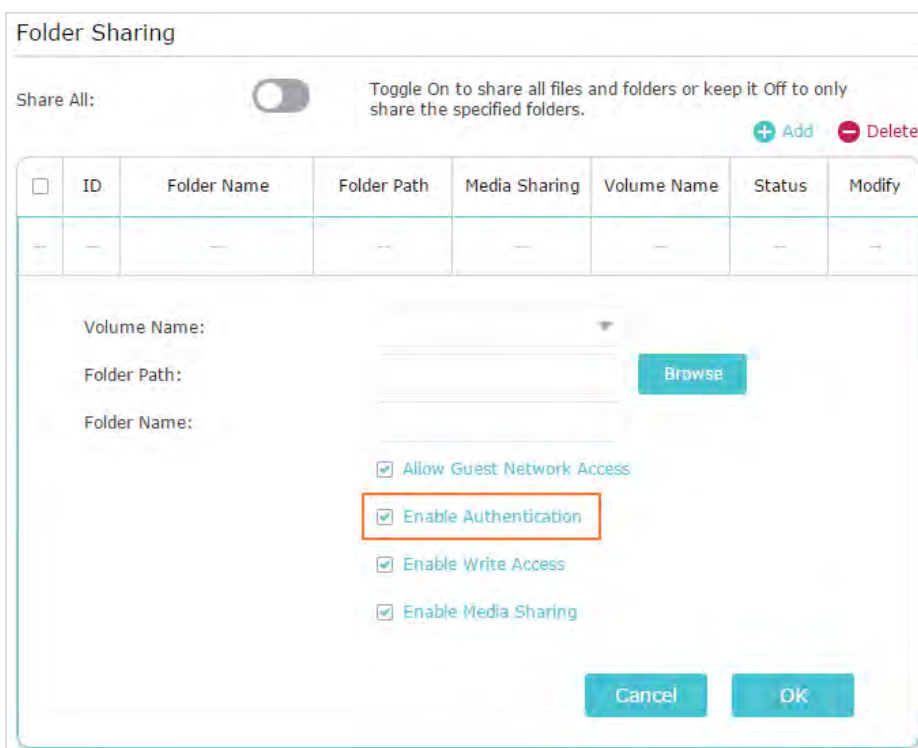 Folder Sharing
Share All:
Toggle On to share all files and folders or keep it Off to only
share the specified folders.
Add Delete
ID Folder Name Folder Path Media Sharing Volume Name Status Modify
-- -- -- -- -- -- -- --
Volume Name:
Folder Path: Browse
Folder Name:
Allow Guest Network Access
Enable Authentication
Enable Write Access
Enable Media Sharing
Cancel OK